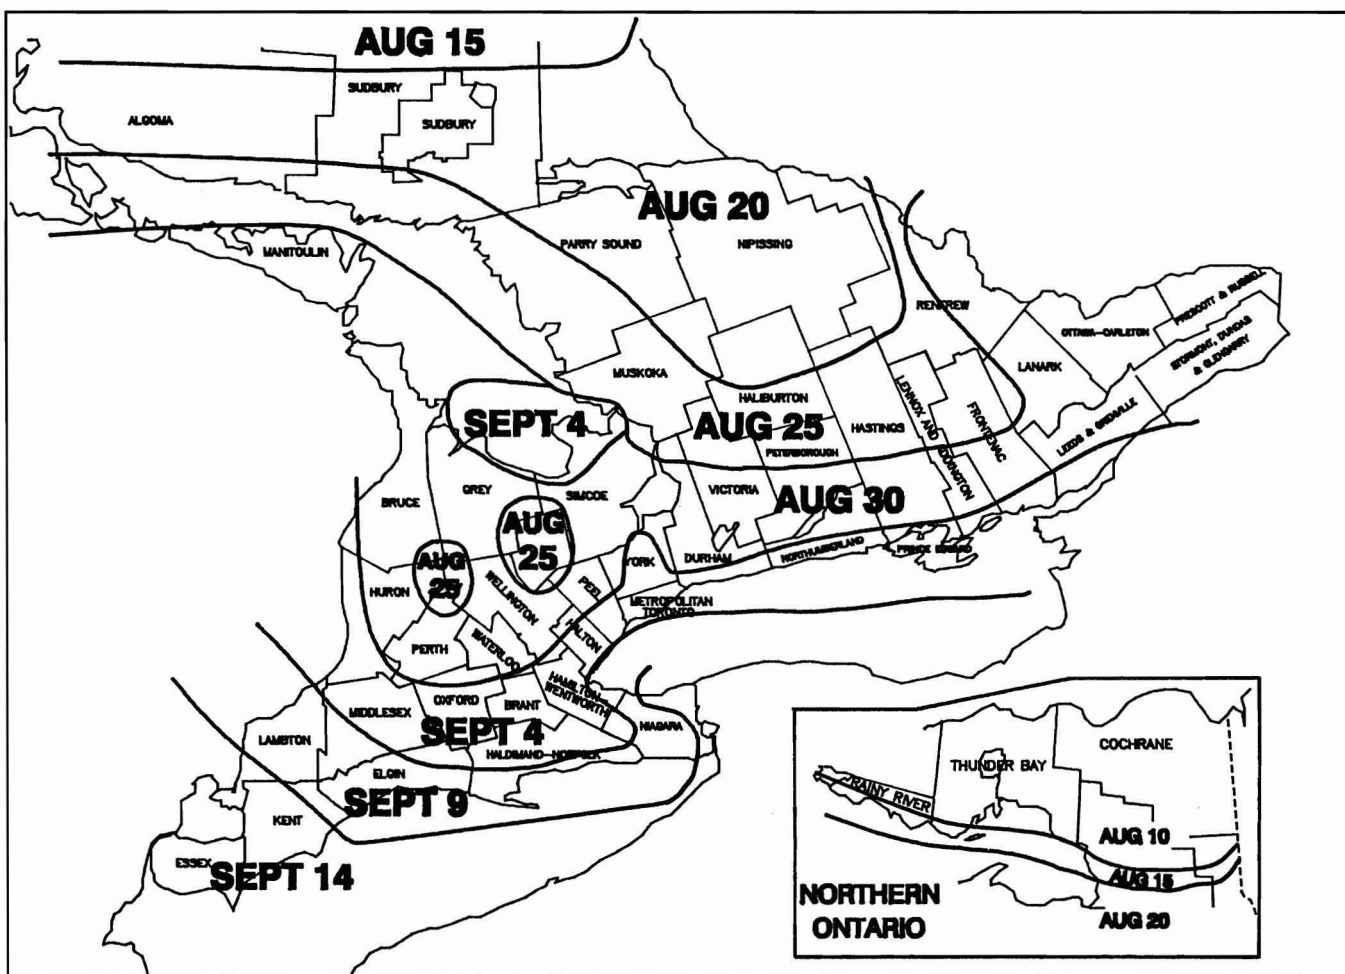 AUG 15
SUDBURY
ALGOMA
SUDBURY
AUG 20
PARRY SOUND
NIPISSING
MANITOULIN
RENFREW
PRESCOTT & RUSSELL
OTTAWA-CARLETON
STORMONT, DUNDAS
& GLENGARRY
LANARK
MUSKOKA
HALIBURTON
LENNOX AND ADDINGTON
FRONTENAC
LEEDS & GRENVILLE
SEPT 4
AUG 25
HASTINGS
PETERBOROUGH
BRUCE
GREY
SIMCOE
VICTORIA
AUG 30
AUG
25
AUG
25
YORK
DURHAM
NORTHUMBERLAND
PRINCE EDWARD
HURON
WELLINGTON
PEEL
METROPOLITAN
TORONTO
HALTON
PERTH
WATERLOO
HAMILTON-
WENTWORTH
OXFORD
BRANT
MIDDLESEX
NIAGARA
SEPT 4
LAMBTON
HALDIMAND-NORFOLK
ELGIN
SEPT 9
KENT
ESSEX
SEPT 14
COCHRANE
THUNDER BAY
RAINY RIVER
AUG 10
AUG 15
AUG 20
NORTHERN
ONTARIO